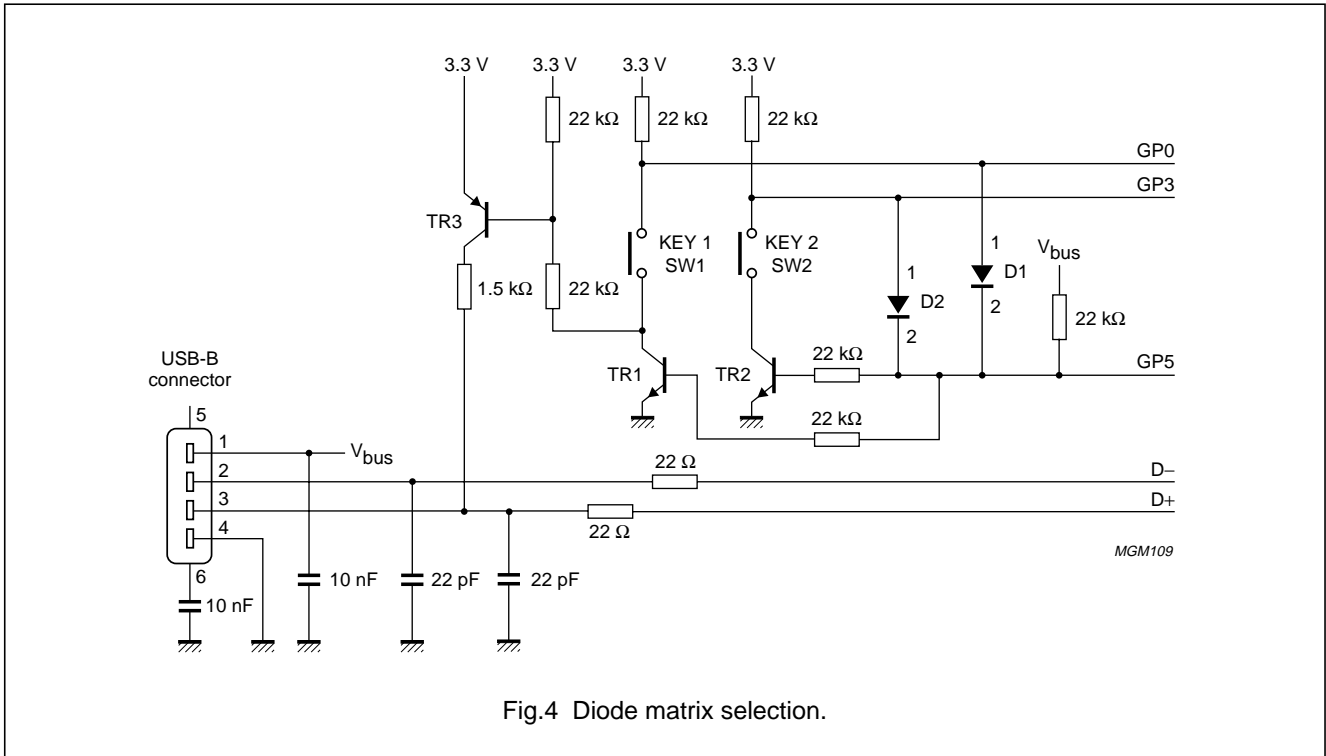 3.3 V 3.3 V 3.3 V 3.3 V
22 kΩ 22 kΩ 22 kΩ
GP0
GP3
TR3
KEY 1
SW1
KEY 2
SW2
1
D1
2
1
D2
2
Vbus
22 kΩ
1.5 kΩ 22 kΩ
USB-B
connector
TR1 TR2 22 kΩ GP5
22 kΩ
5
1 Vbus
2 22 Ω D−
3 22 Ω D+
4
6
MGM109
10 nF 10 nF 22 pF 22 pF
Fig.4 Diode matrix selection.